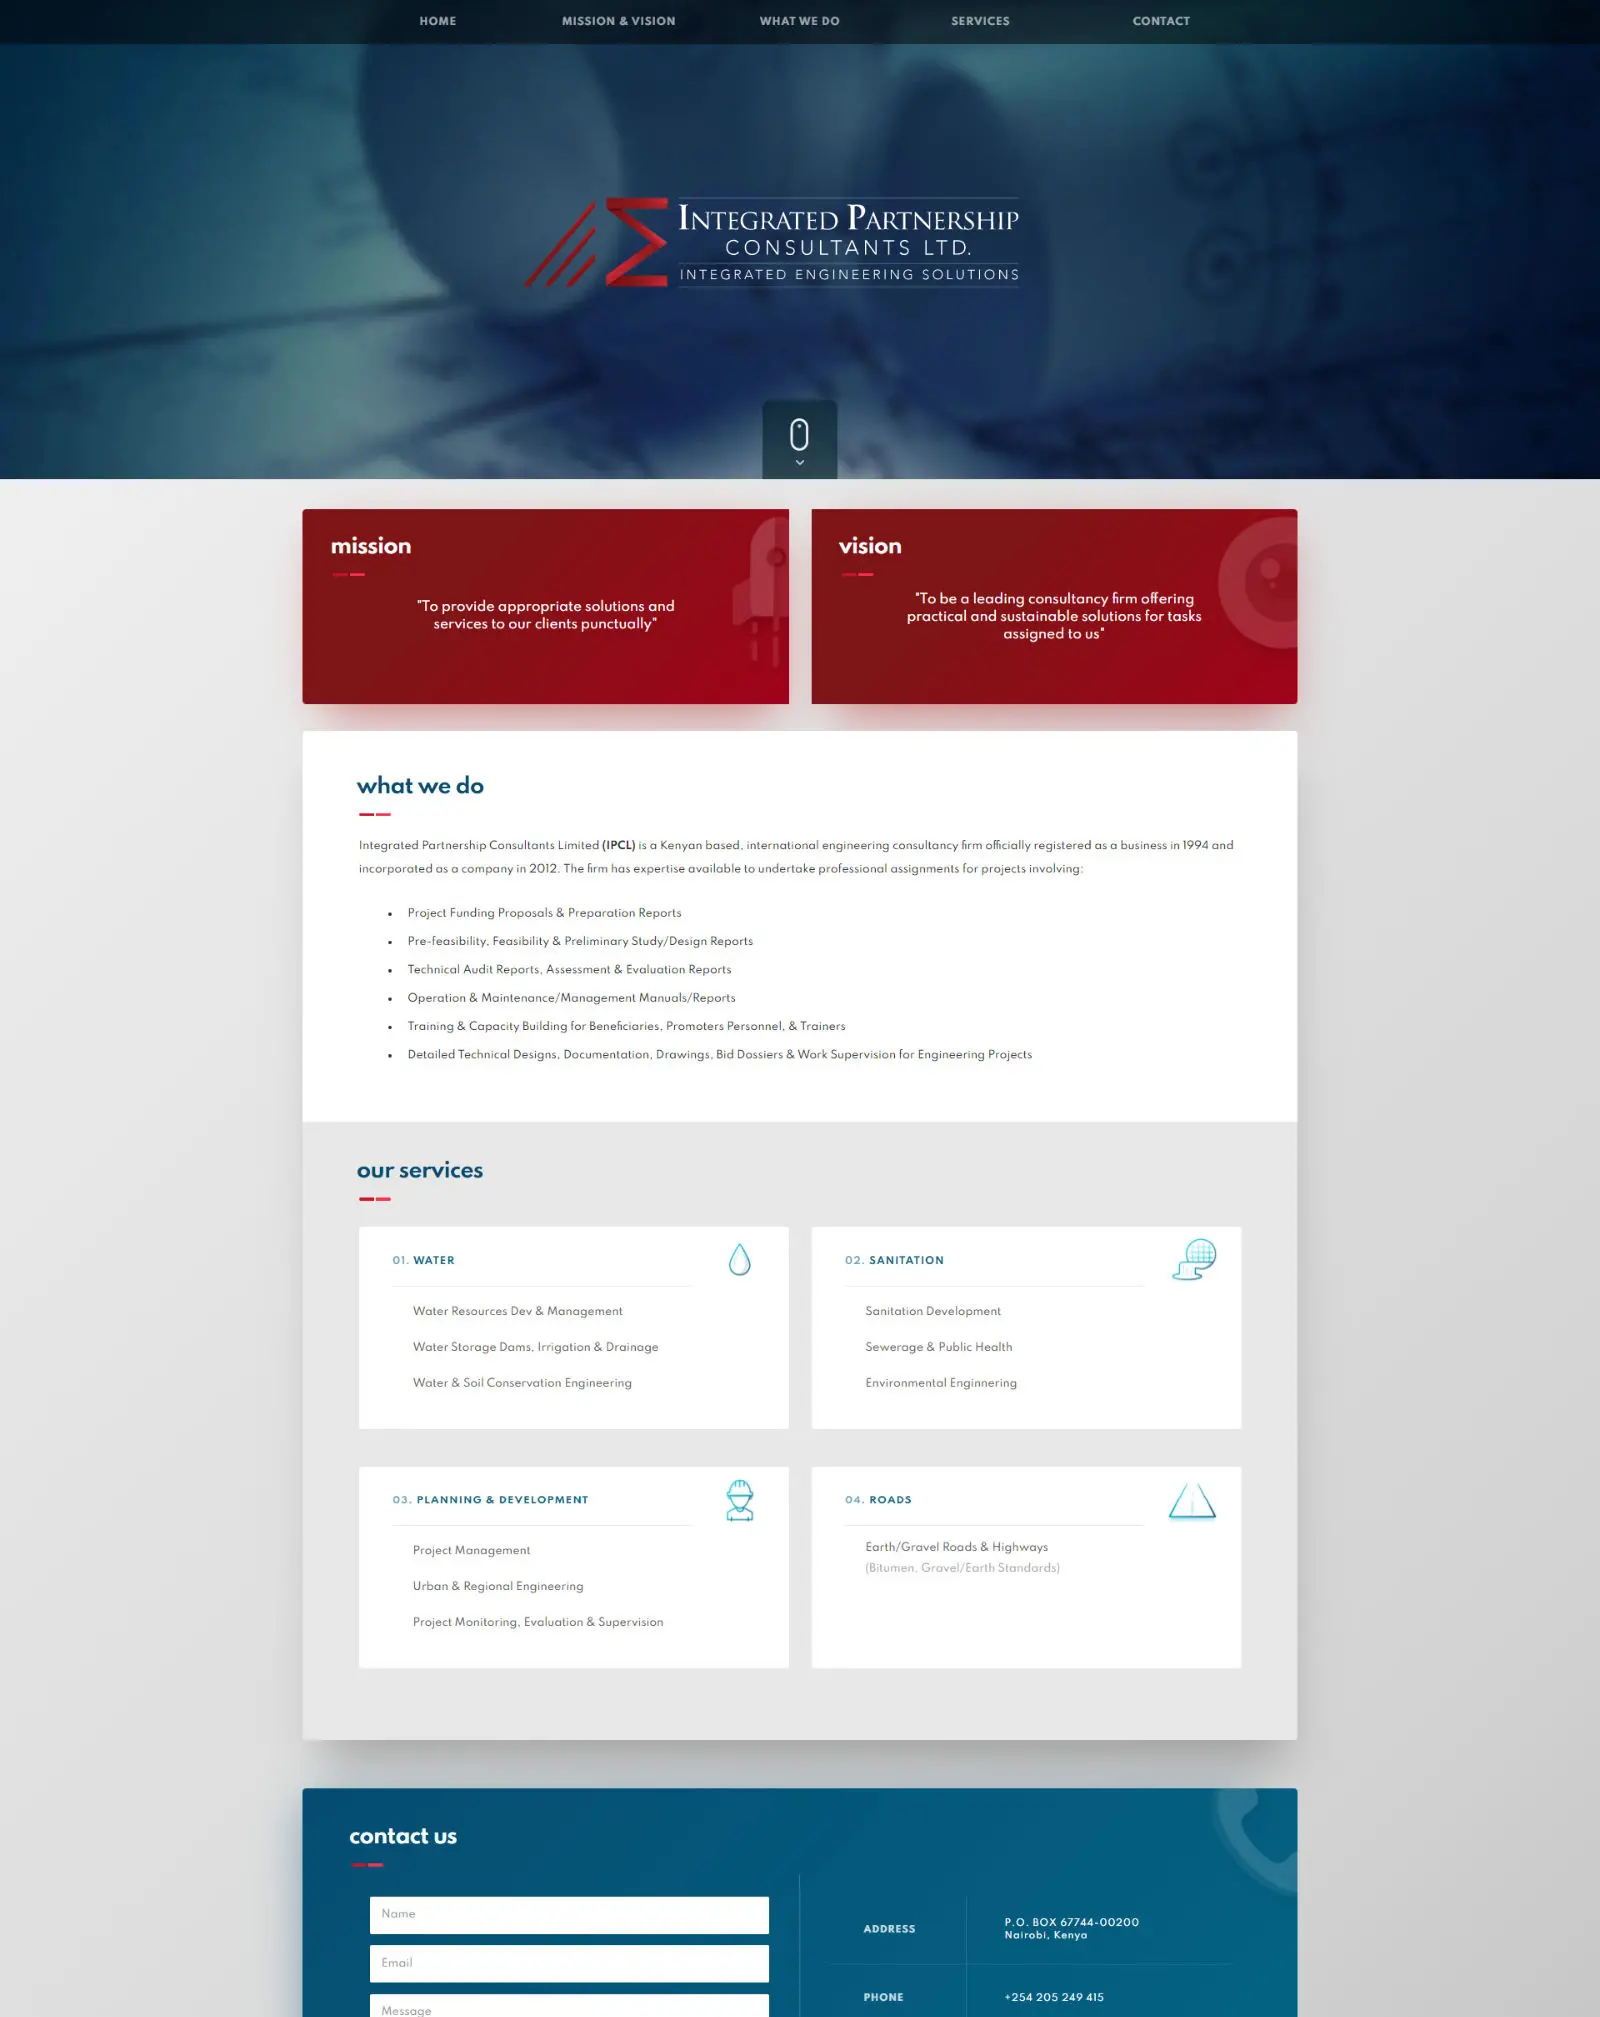 HOME
MISSION & VISION
WHAT WE DO
SERVICES
CONTACT
INTEGRATED PARTNERSHIP
CONSULTANTS LTD.
INTEGRATED ENGINEERING SOLUTIONS
mission
"To provide appropriate solutions and
services to our clients punctually"
vision
"To be a leading consultancy firm offering
practical and sustainable solutions for tasks
assigned to us"
what we do
Integrated Partnership Consultants Limited (IPCL) is a Kenyan based, international engineering consultancy firm officially registered as a business in 1994 and
incorporated as a company in 2012. The firm has expertise available to undertake professional assignments for projects involving:
• Project Funding Proposals & Preparation Reports
• Pre-feasibility, Feasibility & Preliminary Study/Design Reports
• Technical Audit Reports, Assessment & Evaluation Reports
• Operation & Maintenance/Management Manuals/Reports
• Training & Capacity Building for Beneficiaries, Promoters Personnel, & Trainers
• Detailed Technical Designs, Documentation, Drawings, Bid Dossiers & Work Supervision for Engineering Projects
our services
01. WATER
Water Resources Dev & Management
Water Storage Dams, Irrigation & Drainage
Water & Soil Conservation Engineering
02. SANITATION
Sanitation Development
Sewerage & Public Health
Environmental Enginnering
03. PLANNING & DEVELOPMENT
Project Management
Urban & Regional Engineering
Project Monitoring, Evaluation & Supervision
04. ROADS
Earth/Gravel Roads & Highways
(Bitumen, Gravel/Earth Standards)
contact us
Name
Email
Message
ADDRESS
P.O. BOX 67744-00200
Nairobi, Kenya
PHONE
+254 205 249 415